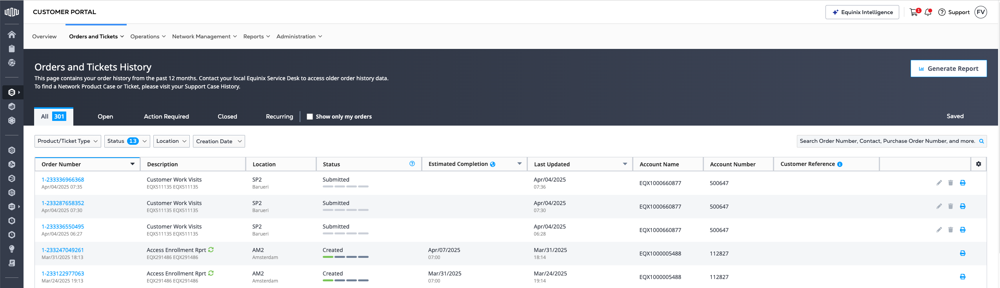 CUSTOMER PORTAL
Equinix Intelligence
1
Support
FV
Overview
Orders and Tickets
Operations
Network Management
Reports
Administration
Orders and Tickets History
This page contains your order history from the past 12 months. Contact your local Equinix Service Desk to access older order history data.
To find a Network Product Case or Ticket, please visit your Support Case History.
Generate Report
All 301
Open
Action Required
Closed
Recurring
Show only my orders
Saved
Product/Ticket Type
Status 13
Location
Creation Date
Search Order Number, Contact, Purchase Order Number, and more.
Order Number
Description
Location
Status
Estimated Completion
Last Updated
Account Name
Account Number
Customer Reference
1-233336966368
Apr/04/2025 07:35
Customer Work Visits
EQX511135 EQX511135
SP2
Barueri
Submitted
Apr/04/2025
07:36
EQX1000660877
500647
1-233287658352
Apr/04/2025 07:30
Customer Work Visits
EQX511135 EQX511135
SP2
Barueri
Submitted
Apr/04/2025
07:30
EQX1000660877
500647
1-233336550495
Apr/04/2025 06:27
Customer Work Visits
EQX511135 EQX511135
SP2
Barueri
Submitted
Apr/04/2025
06:28
EQX1000660877
500647
1-233247049261
Mar/31/2025 18:13
Access Enrollment Rprt
EQX291486 EQX291486
AM2
Amsterdam
Created
Apr/07/2025
07:00
Mar/31/2025
18:14
EQX1000005488
112827
1-233122977063
Mar/24/2025 19:13
Access Enrollment Rprt
EQX291486 EQX291486
AM2
Amsterdam
Created
Mar/31/2025
07:00
Mar/24/2025
19:14
EQX1000005488
112827